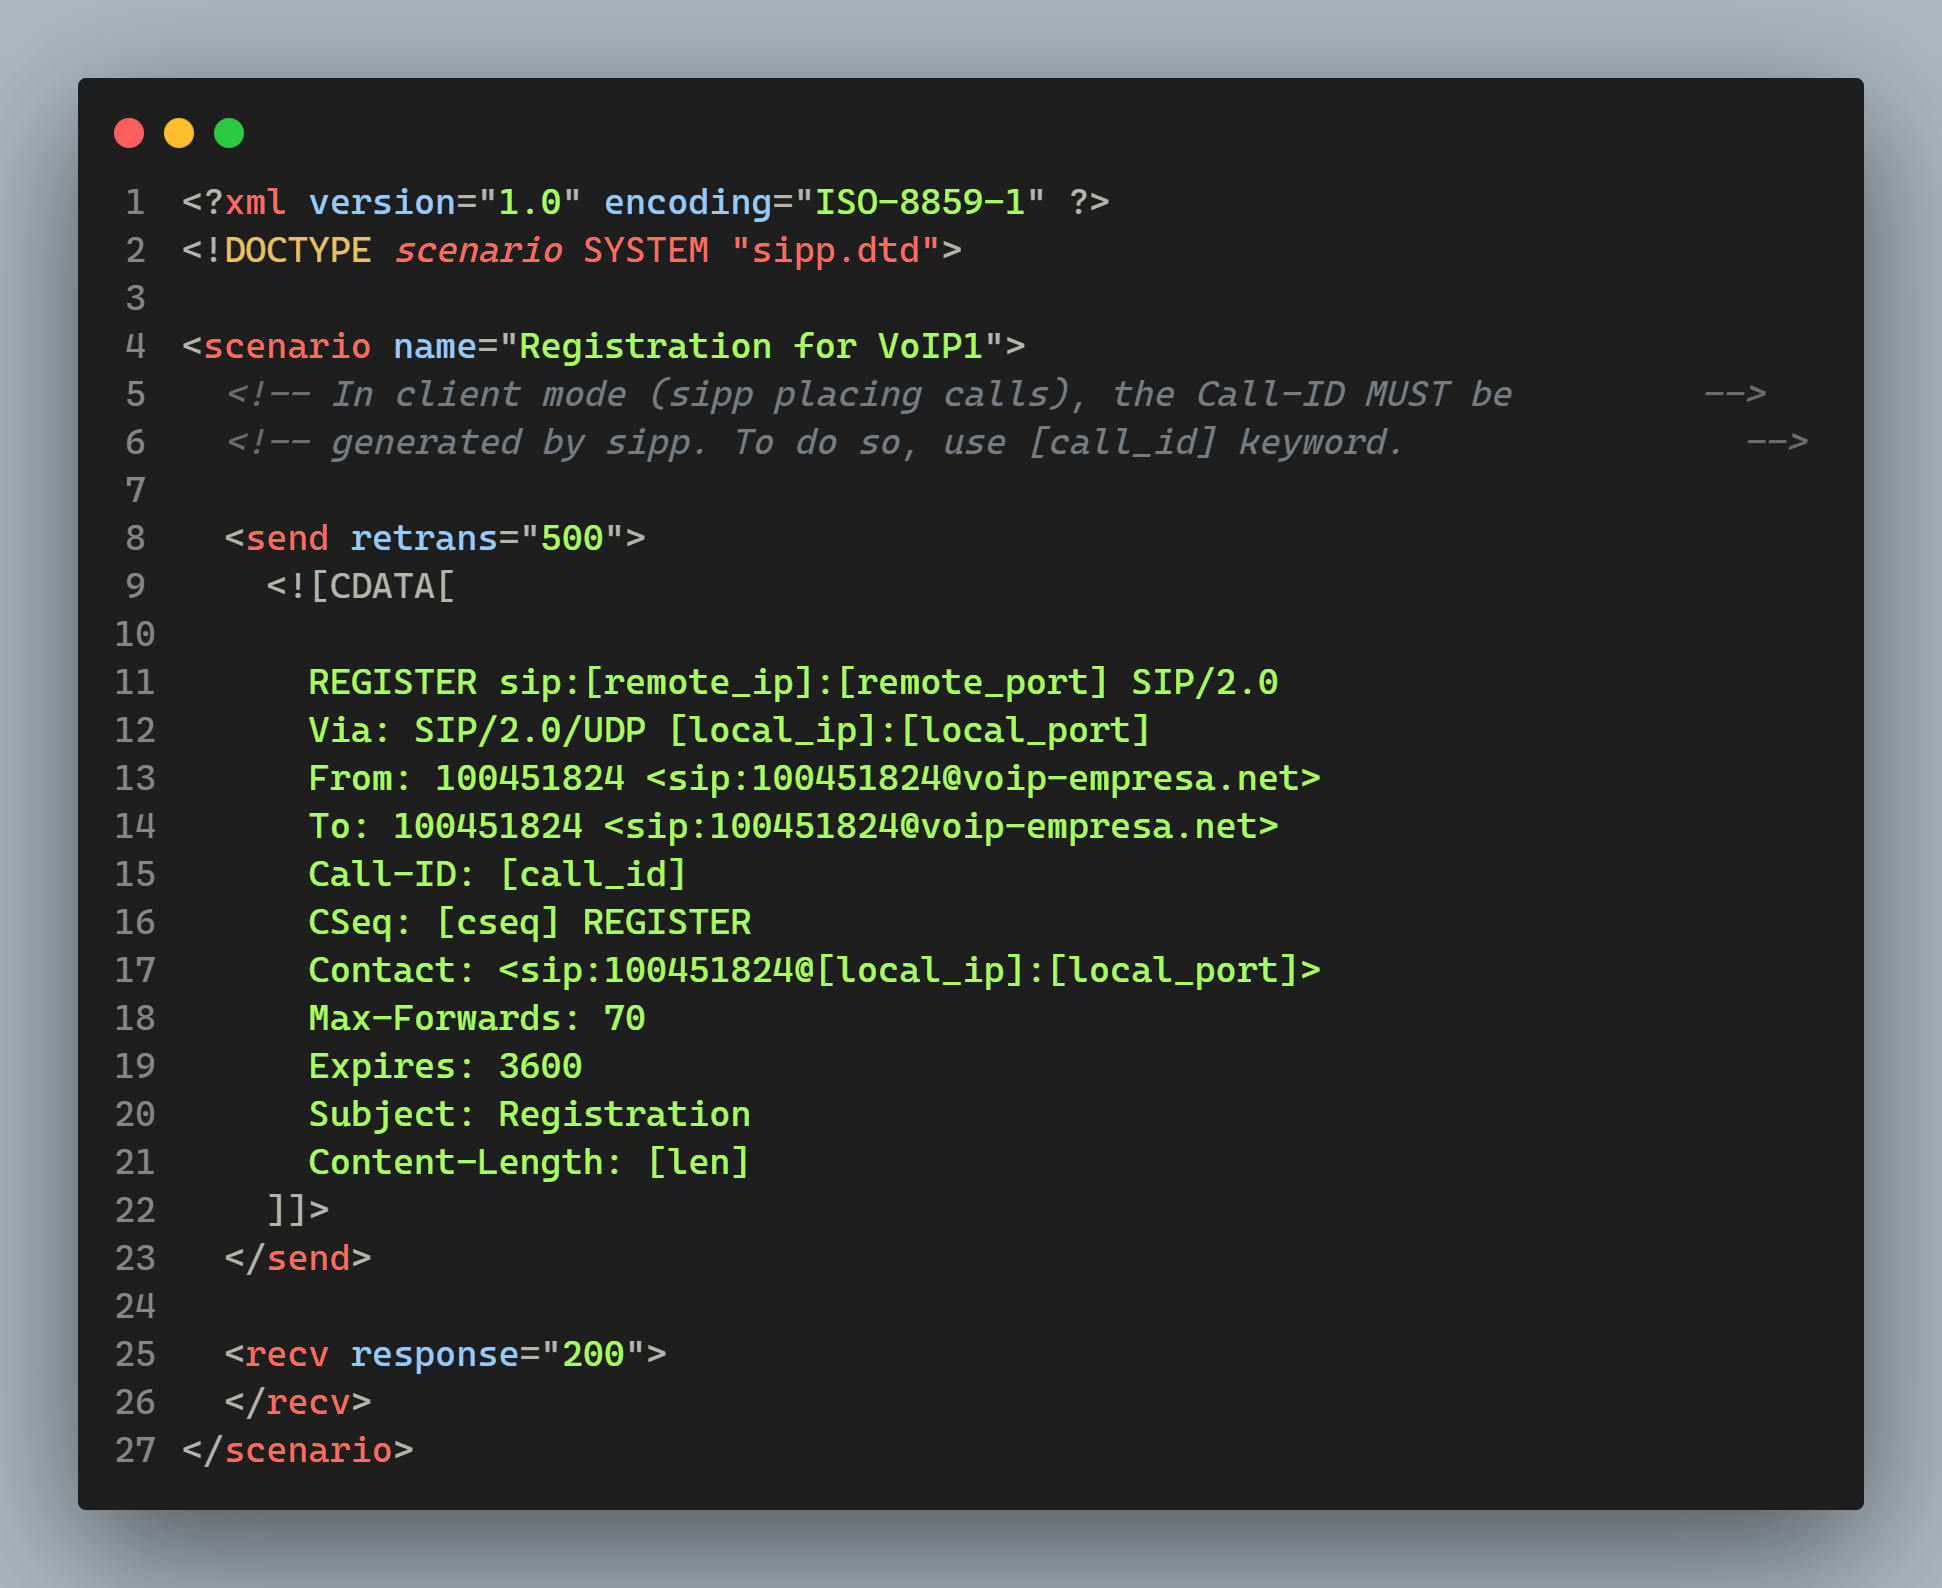 1 <?xml version="1.0" encoding="ISO-8859-1" ?>
2 <!DOCTYPE scenario SYSTEM "sipp.dtd">
3
4 <scenario name="Registration for VoIP1">
5   <!-- In client mode (sipp placing calls), the Call-ID MUST be         -->
6   <!-- generated by sipp. To do so, use [call_id] keyword.                -->
7
8   <send retrans="500">
9     <![CDATA[
10
11       REGISTER sip:[remote_ip]:[remote_port] SIP/2.0
12       Via: SIP/2.0/UDP [local_ip]:[local_port]
13       From: 100451824 <sip:100451824@voip-empresa.net>
14       To: 100451824 <sip:100451824@voip-empresa.net>
15       Call-ID: [call_id]
16       CSeq: [cseq] REGISTER
17       Contact: <sip:100451824@[local_ip]:[local_port]>
18       Max-Forwards: 70
19       Expires: 3600
20       Subject: Registration
21       Content-Length: [len]
22     ]]>
23   </send>
24
25   <recv response="200">
26   </recv>
27 </scenario>